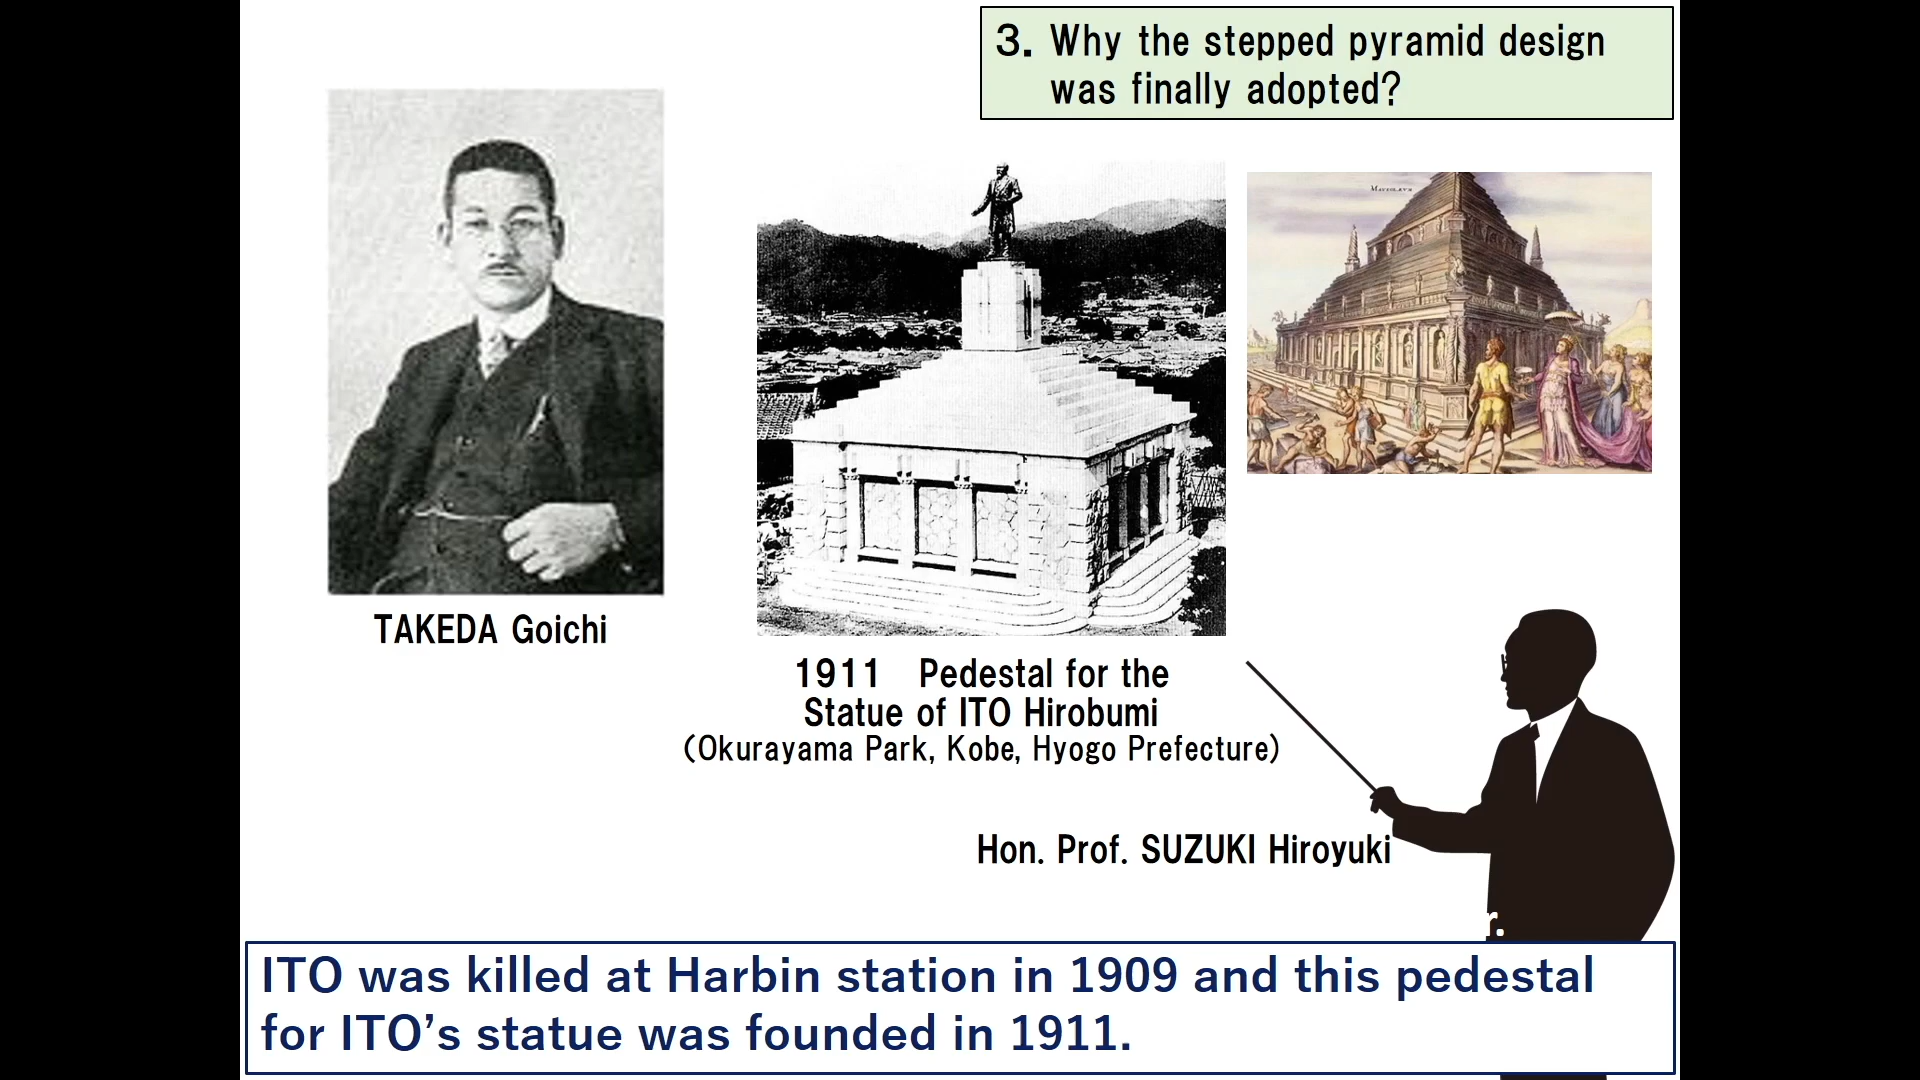 3. Why the stepped pyramid design
was finally adopted?
TAKEDA Goichi
1911 Pedestal for the
Statue of ITO Hirobumi
(Okurayama Park, Kobe, Hyogo Prefecture)
Hon. Prof. SUZUKI Hiroyuki
r.
ITO was killed at Harbin station in 1909 and this pedestal
for ITO’s statue was founded in 1911.